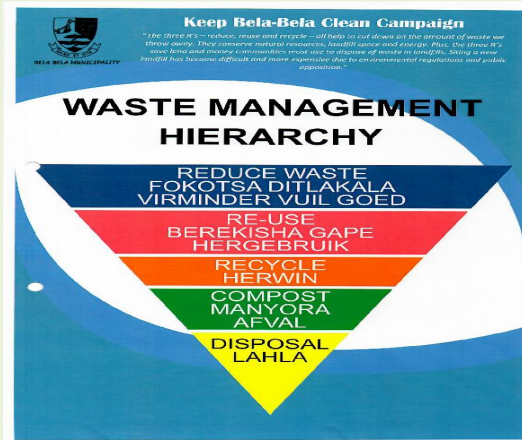 Keep Bela-Bela Clean Campaign
"The three R's – reduce, reuse and recycle – all help to cut down on the amount of waste we
throw away. They conserve natural resources, landfill space and energy. Plus, the three R's
save land and money communities must use to dispose of waste in landfills. Siting a new
landfill has become difficult and more expensive due to environmental regulations and public
opposition."
BELA BELA MUNICIPALITY
WASTE MANAGEMENT
HIERARCHY
REDUCE WASTE
FOKOTSA DITLAKALA
VIRMINDER VUIL GOED
RE-USE
BEREKISHA GAPE
HERGEBRUIK
RECYCLE
HERWIN
COMPOST
MANYORA
AFVAL
DISPOSAL
LAHLA